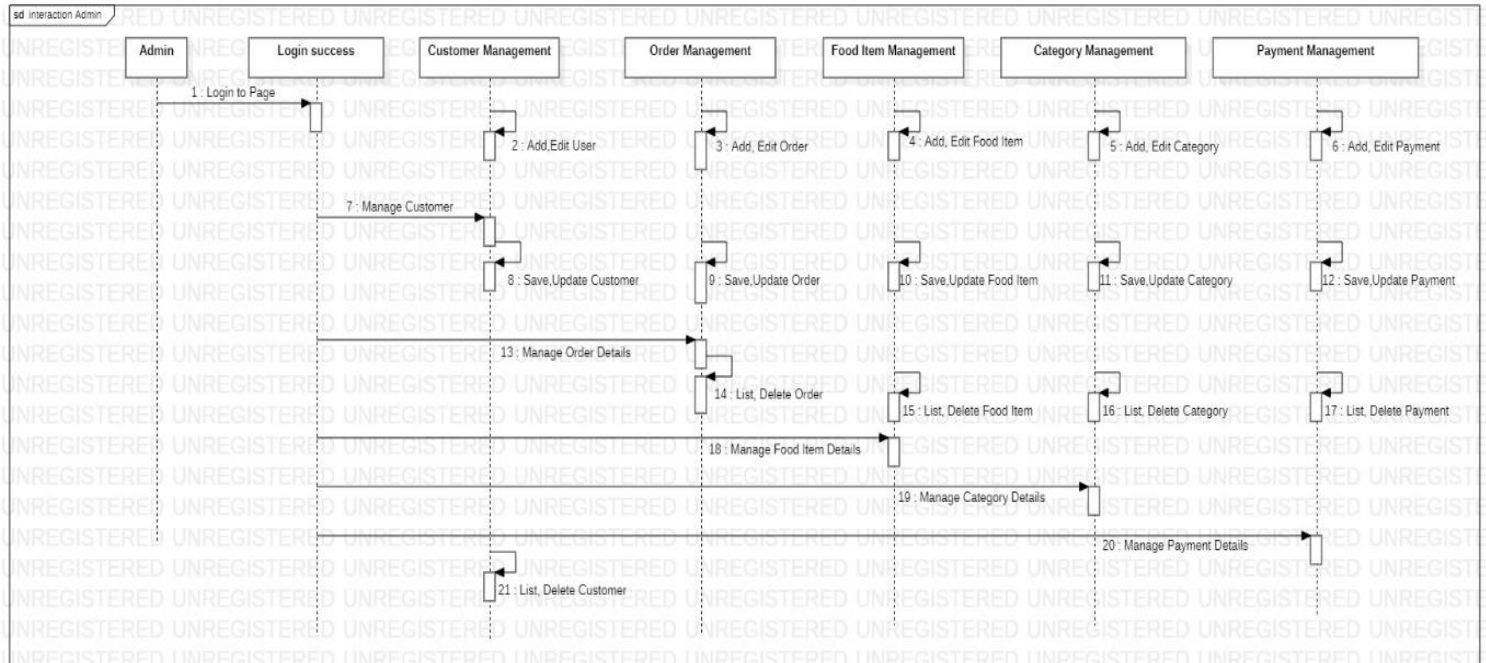 sd interaction Admin
Admin
Login success
Customer Management
Order Management
Food Item Management
Category Management
Payment Management
1 : Login to Page
2 : Add,Edit User
3 : Add, Edit Order
4 : Add, Edit Food Item
5 : Add, Edit Category
6 : Add, Edit Payment
7 : Manage Customer
8 : Save,Update Customer
9 : Save,Update Order
10 : Save,Update Food Item
11 : Save,Update Category
12 : Save,Update Payment
13 : Manage Order Details
14 : List, Delete Order
15 : List, Delete Food Item
16 : List, Delete Category
17 : List, Delete Payment
18 : Manage Food Item Details
19 : Manage Category Details
20 : Manage Payment Details
21 : List, Delete Customer
UNREGISTERED